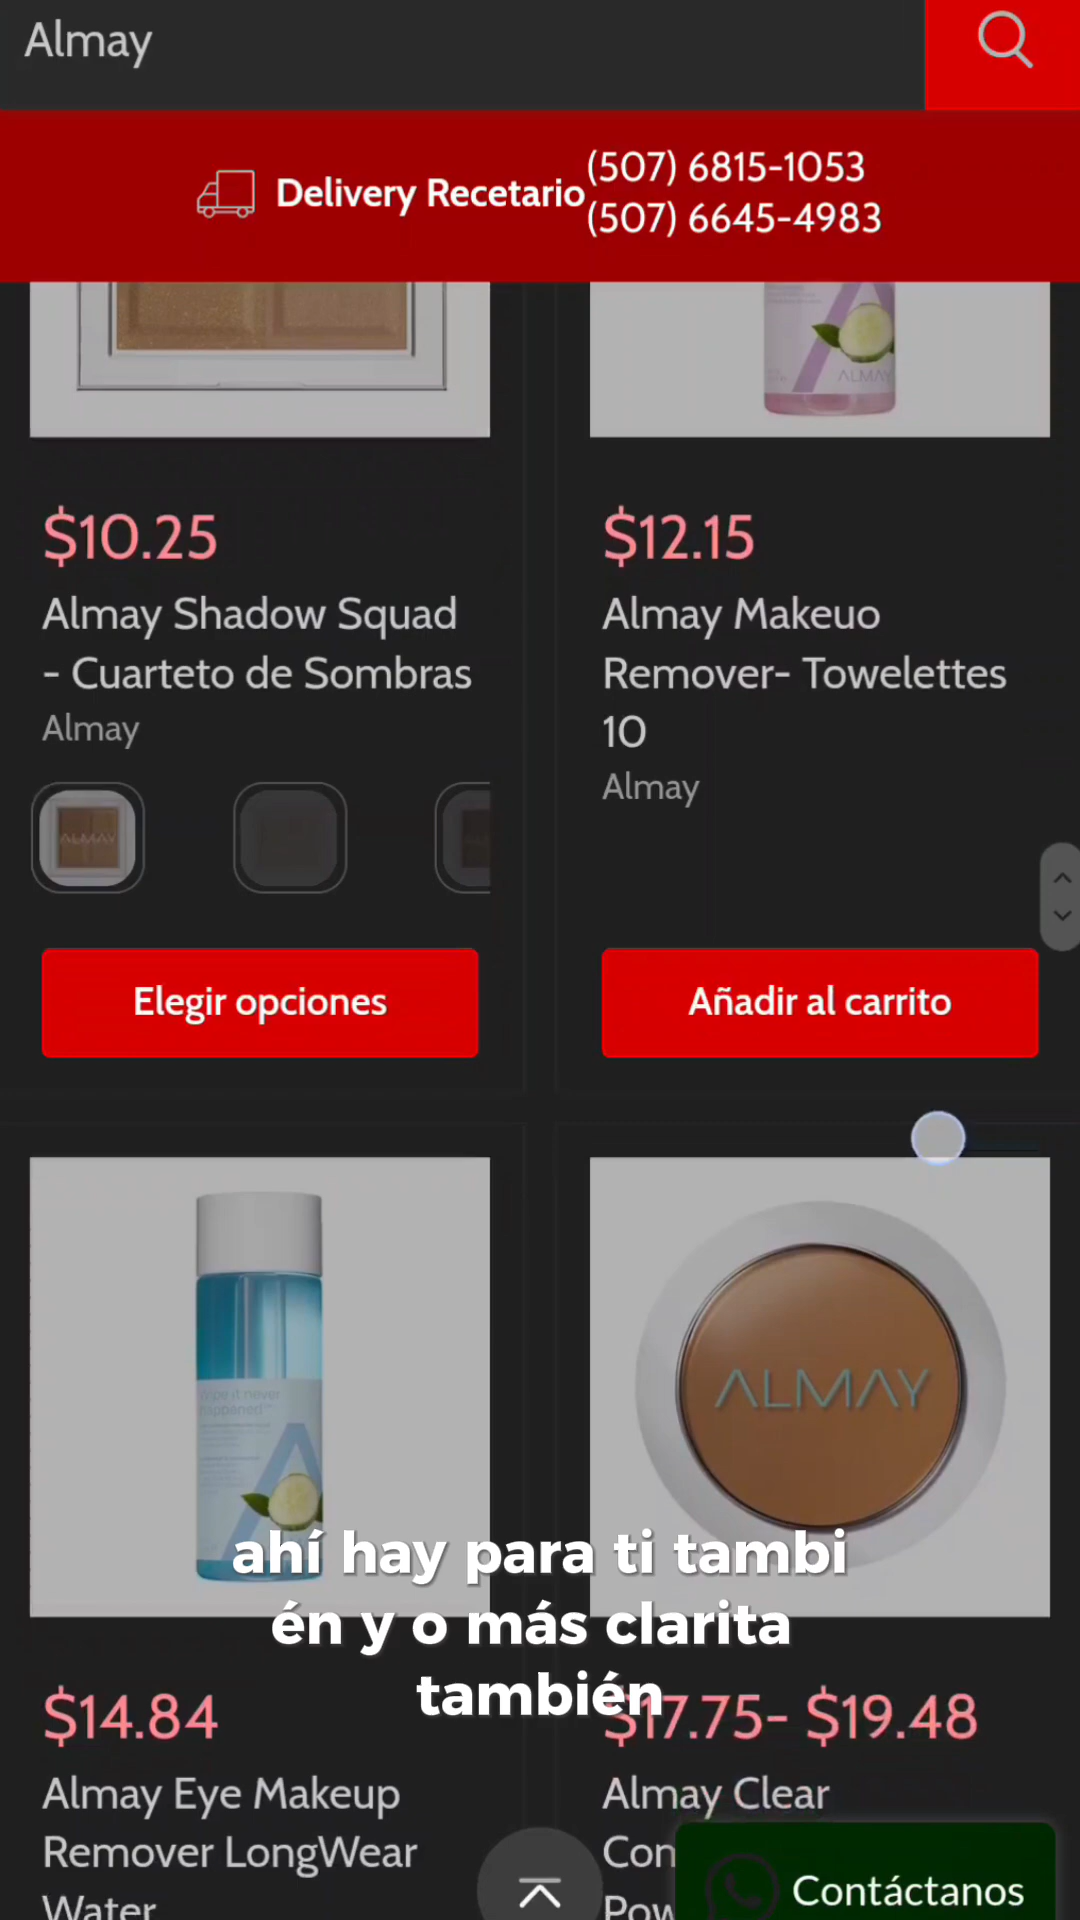 Almay
Delivery Recetario
(507) 6815-1053
(507) 6645-4983
ALMAY
$10.25
Almay Shadow Squad
- Cuarteto de Sombras
Almay
ALMAY
Elegir opciones
$12.15
Almay Makeuo
Remover- Towelettes
10
Almay
Añadir al carrito
ALMAY
ahí hay para ti tambi
én y o más clarita
también
$14.84
Almay Eye Makeup
Remover LongWear
Water
$17.75- $19.48
Almay Clear
Contáctanos